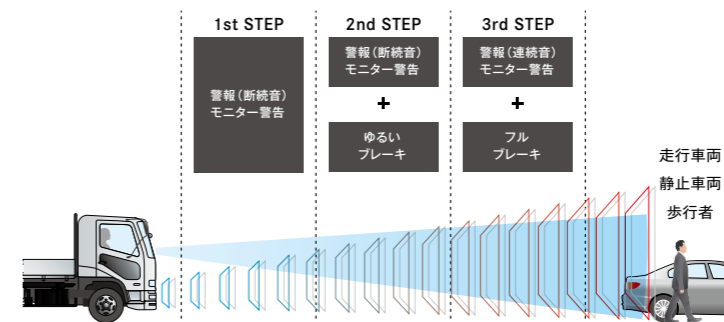 1st STEP
2nd STEP
3rd STEP
警報（断続音）
モニター警告
警報（断続音）
モニター警告
+
ゆるい
ブレーキ
警報（連続音）
モニター警告
+
フル
ブレーキ
走行車両
静止車両
歩行者